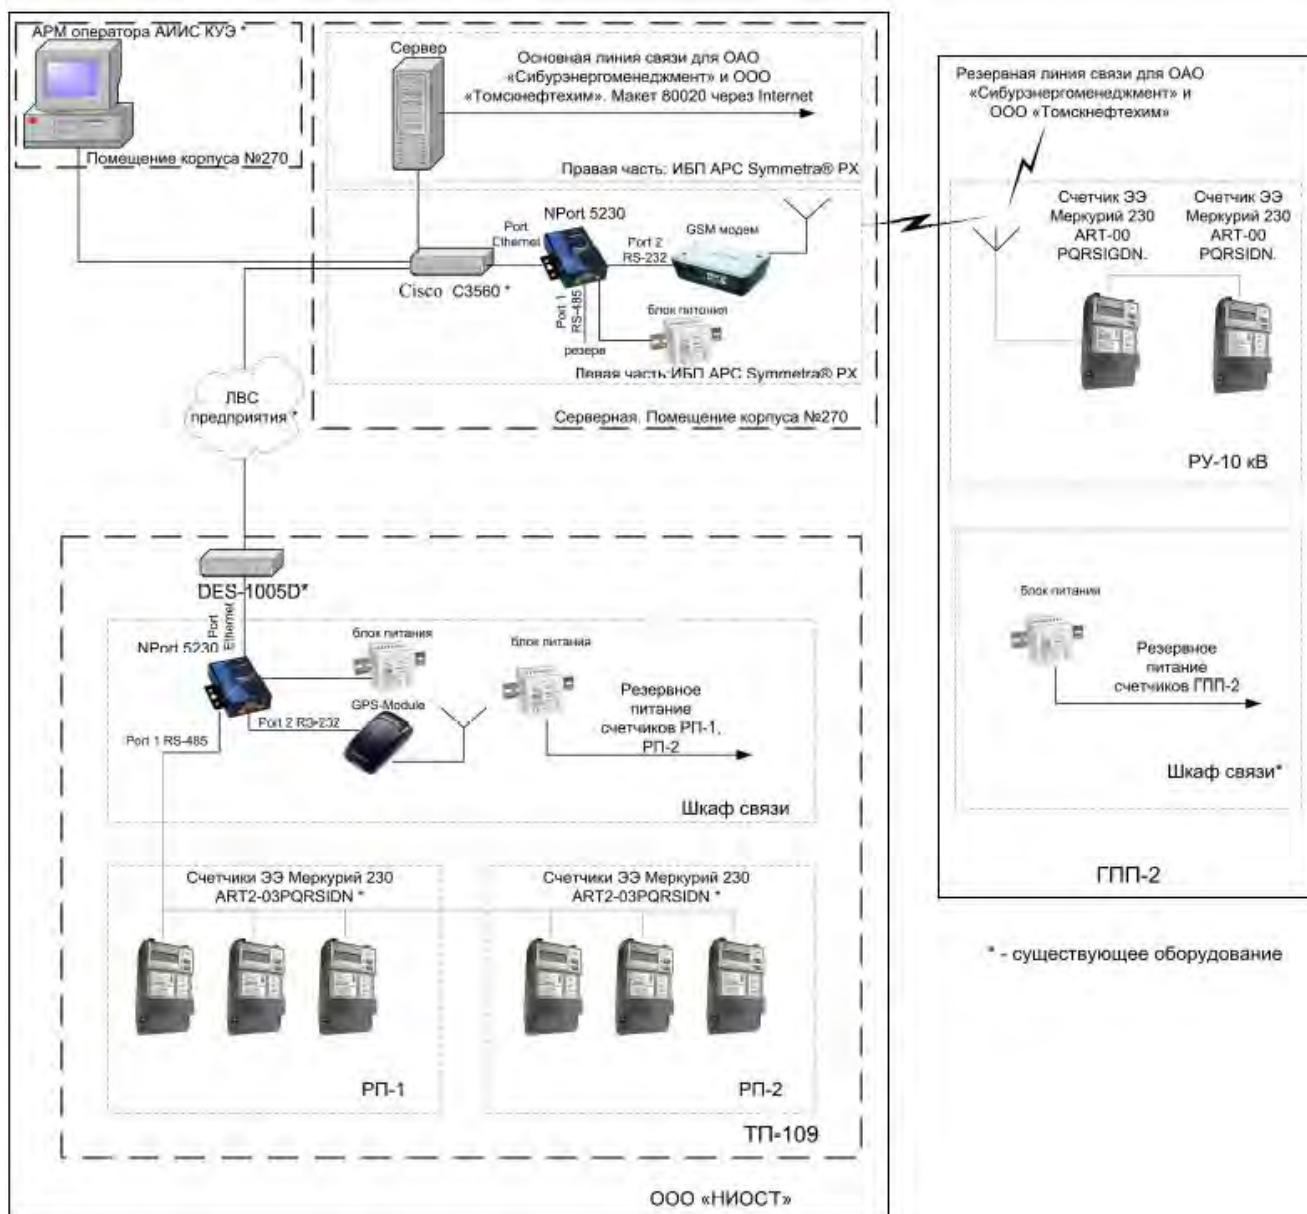 АРМ оператора АИИС КУЭ *
Помещение корпуса №270
Сервер
Основная линия связи для ОАО
«Сибурэнергоменеджмент» и ООО
«Томскнефтехим». Макет 80020 через Internet
Правая часть: ИБП APC Symmetra® PX
NPort 5230
Port
Ethernet
Port 2
RS-232
GSM модем
Cisco C3560 *
Port 1
RS-485
резерв
блок питония
Левая часть:ИБП APC Symmetra® PX
Серверная. Помещение корпуса №270
ЛВС
предприятия *
DES-1005D*
Port
Ethernet
NPort 5230
блок питания
блок питания
Port 2 RS-232
GPS-Module
Port 1 RS-485
Резервное
питание
счетчиков РП-1,
РП-2
Шкаф связи
Счетчики ЭЭ Меркурий 230
ART2-03PQRSIDN *
РП-1
Счетчики ЭЭ Меркурий 230
ART2-03PQRSIDN *
РП-2
ТП-109
ООО «НИОСТ»
Резервная линия связи для ОАО
«Сибурэнергоменеджмент» и
ООО «Томскнефтехим»
Счетчик ЭЭ
Меркурий 230
ART-00
PQRSIGDN.
Счетчик ЭЭ
Меркурий 230
ART-00
PQRSIDN.
РУ-10 кВ
блок питания
Резервное
питание
счетчиков ГПП-2
Шкаф связи*
ГПП-2
* - существующее оборудование